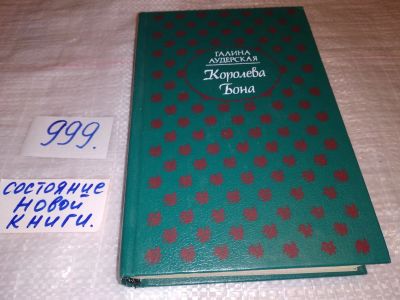 ГАЛИНА
АУДЕРСКАЯ
Королева
Бона
999.
СОСТОЯНИЕ
НОВОЙ
КНИГИ.